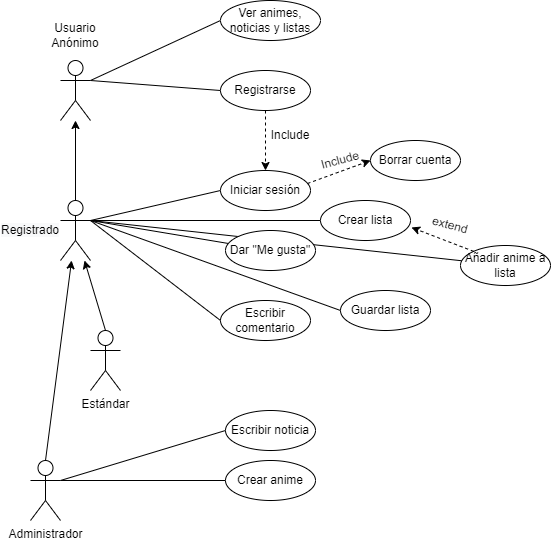 Ver animes,
noticias y listas
Usuario
Anónimo
Registrarse
Include
Include
Borrar cuenta
Iniciar sesión
Crear lista
extend
Registrado
Dar "Me gusta"
Añadir anime a
lista
Guardar lista
Escribir
comentario
Estándar
Escribir noticia
Crear anime
Administrador